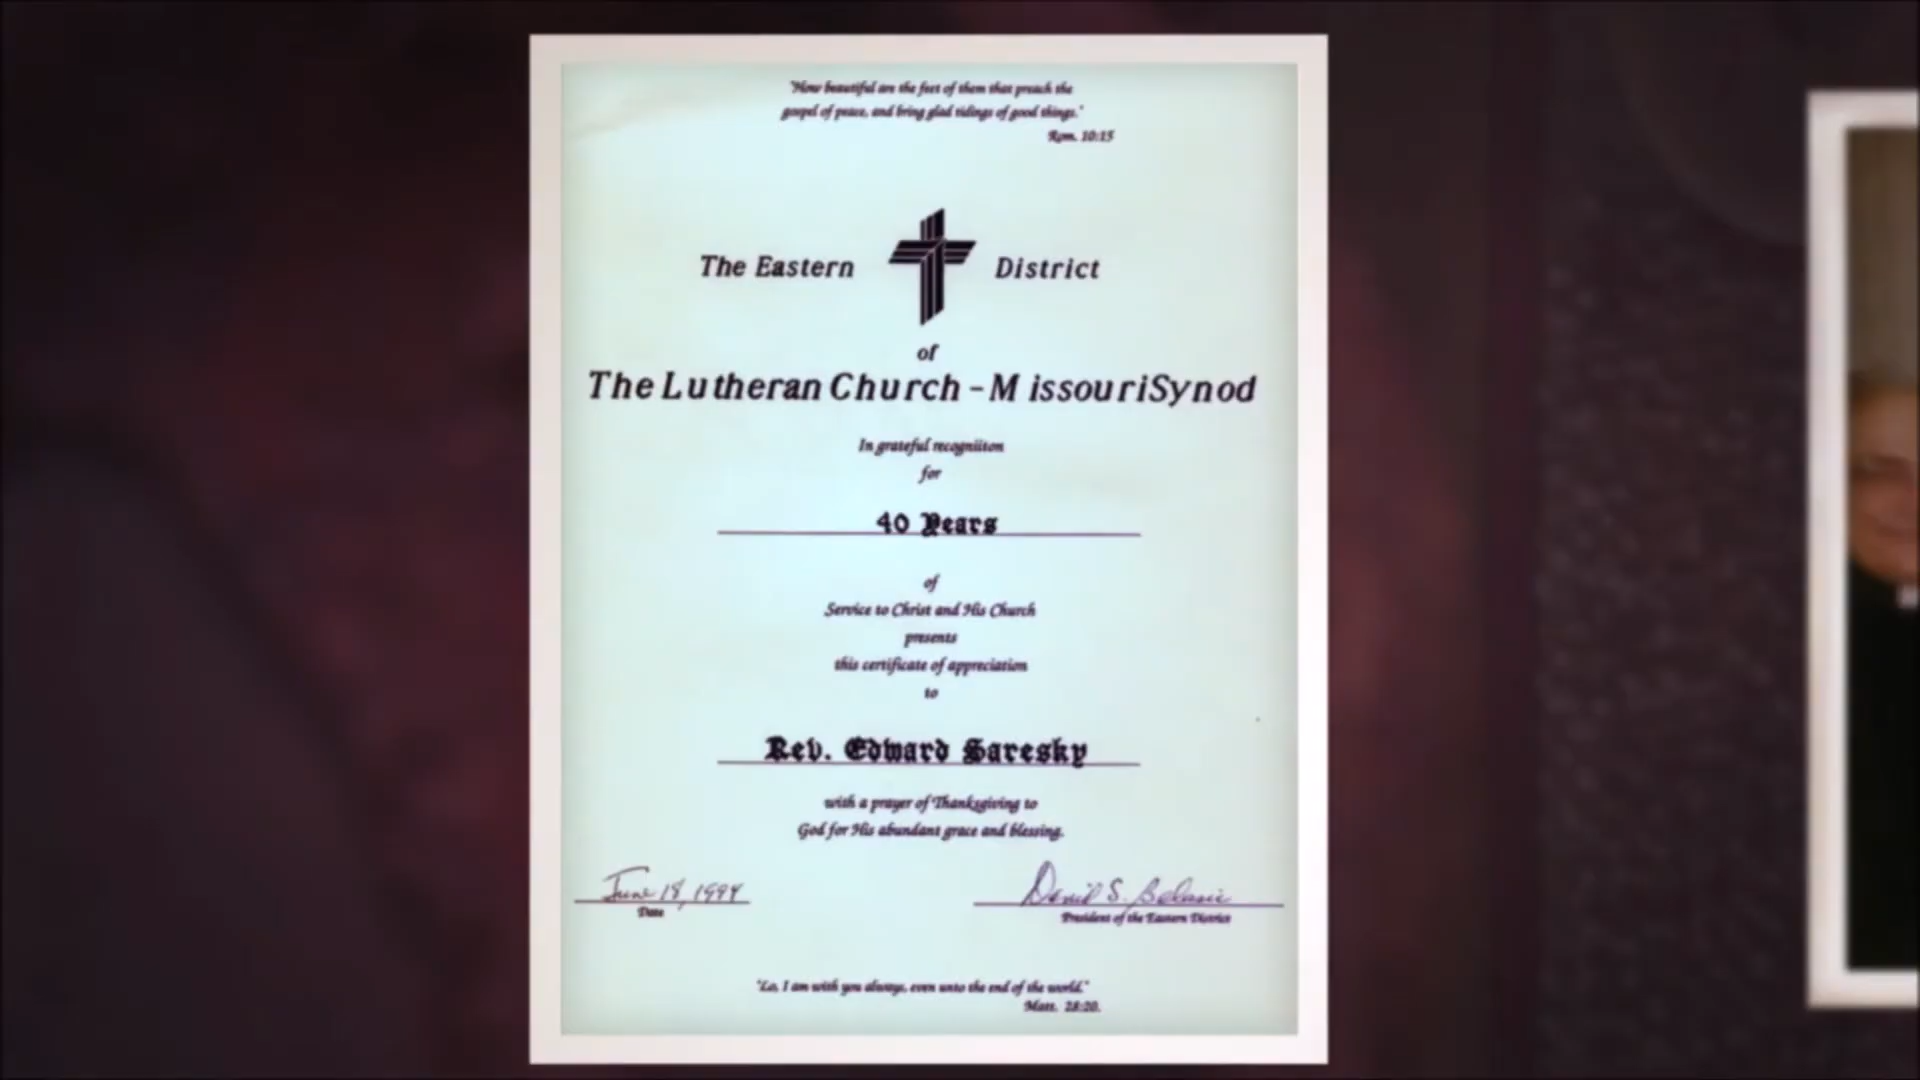 "How beautiful are the feet of them that preach the
gospel of peace, and bring glad tidings of good things."
Rom. 10:15
The Eastern District
of
The Lutheran Church - Missouri Synod
In grateful recogniiton
for
40 Years
of
Service to Christ and His Church
presents
this certificate of appreciation
to
Rev. Edward Saresky
with a prayer of Thanksgiving to
God for His abundant grace and blessing.
June 18, 1994
Date
S.
President of the Eastern District
"Lo, I am with you always, even unto the end of the world."
Matt. 28:20.